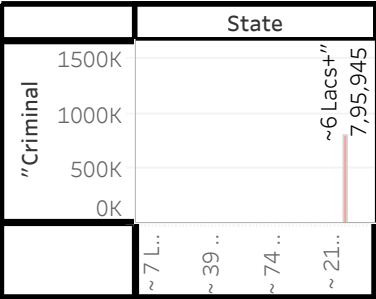 State
”Criminal
1500K
1000K
500K
0K
~6 Lacs+”
7,95,945
~ 7 L..
~ 39 ..
~ 74 ..
~ 21..